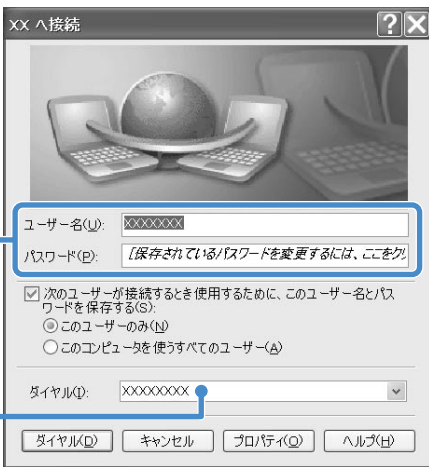 XX へ接続
ユーザー名(U): XXXXXXX
パスワード(P): [保存されているパスワードを変更するには、ここをクリ
次のユーザーが接続するとき使用するために、このユーザー名とパス
ワードを保存する(S):
このユーザーのみ(N)
このコンピュータを使うすべてのユーザー(A)
ダイヤル(I): XXXXXXXX
ダイヤル(D) キャンセル プロパティ(O) ヘルプ(H)